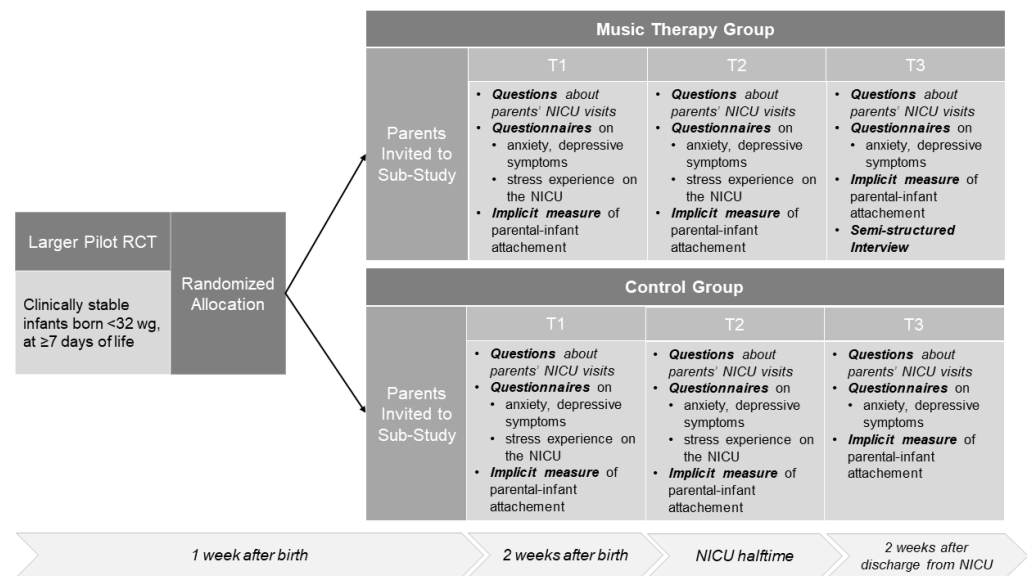 Larger Pilot RCT
Clinically stable
infants born <32 wg,
at ≥7 days of life
Randomized
Allocation
Music Therapy Group
Parents
Invited to
Sub-Study
T1
• Questions about
parents' NICU visits
• Questionnaires on
• anxiety, depressive
symptoms
• stress experience on
the NICU
• Implicit measure of
parental-infant
attachement
T2
• Questions about
parents' NICU visits
• Questionnaires on
• anxiety, depressive
symptoms
• stress experience on
the NICU
• Implicit measure of
parental-infant
attachement
T3
• Questions about
parents' NICU visits
• Questionnaires on
• anxiety, depressive
symptoms
• Implicit measure of
parental-infant
attachement
• Semi-structured
Interview
Control Group
Parents
Invited to
Sub-Study
T1
• Questions about
parents' NICU visits
• Questionnaires on
• anxiety, depressive
symptoms
• stress experience on
the NICU
• Implicit measure of
parental-infant
attachement
T2
• Questions about
parents' NICU visits
• Questionnaires on
• anxiety, depressive
symptoms
• stress experience on
the NICU
• Implicit measure of
parental-infant
attachement
T3
• Questions about
parents' NICU visits
• Questionnaires on
• anxiety, depressive
symptoms
• Implicit measure of
parental-infant
attachement
1 week after birth
2 weeks after birth
NICU halftime
2 weeks after
discharge from NICU